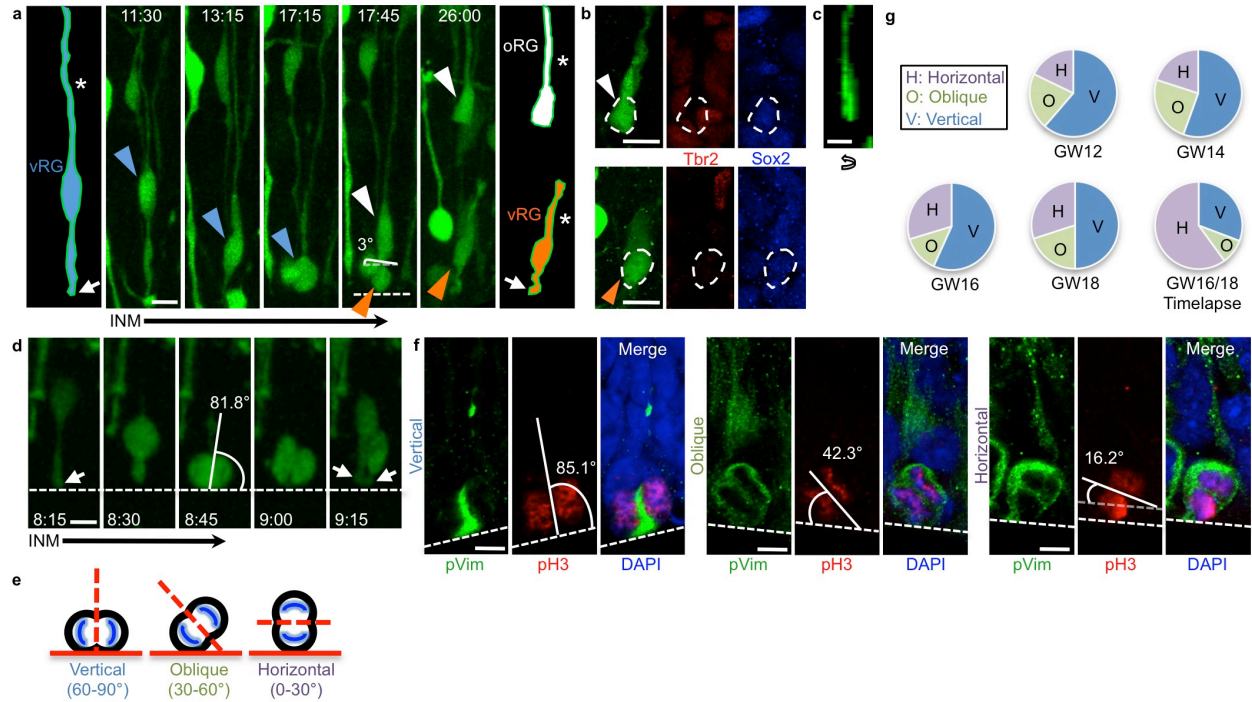 a
11:30
13:15
17:15
17:45
26:00
vRG
*
3°
oRG
*
vRG
*
INM
b
Tbr2
Sox2
c
d
81.8°
8:15
8:30
8:45
9:00
9:15
INM
e
Vertical
(60-90°)
Oblique
(30-60°)
Horizontal
(0-30°)
f
Vertical
85.1°
Merge
pVim
pH3
DAPI
Oblique
42.3°
Merge
pVim
pH3
DAPI
Horizontal
16.2°
Merge
pVim
pH3
DAPI
g
H: Horizontal
O: Oblique
V: Vertical
H
O
V
GW12
H
O
V
GW14
H
O
V
GW16
H
O
V
GW18
H
V
O
GW16/18
Timelapse